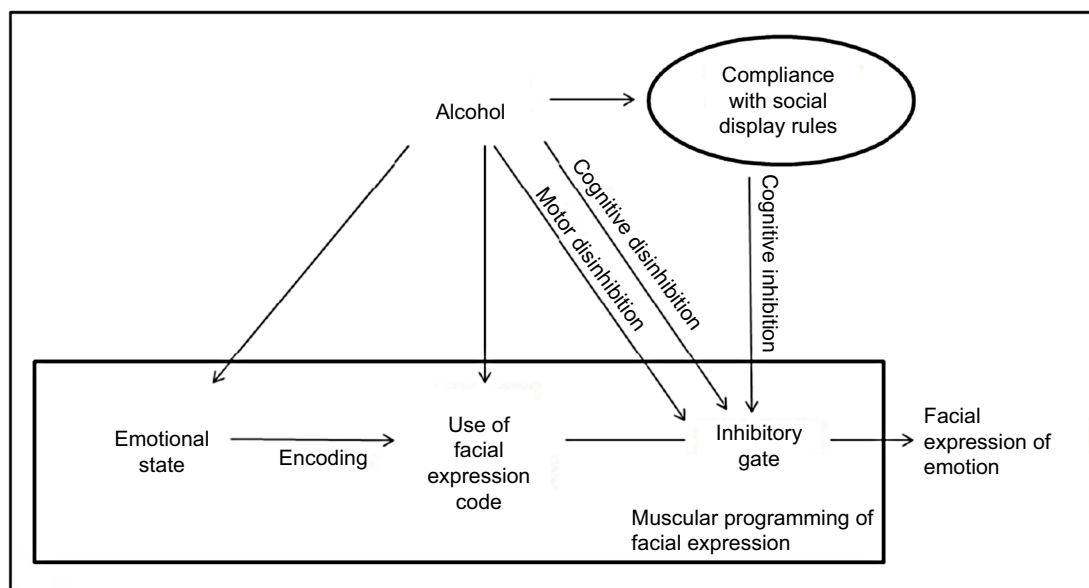 Alcohol
Compliance
with social
display rules
Motor disinhibition
Cognitive disinhibition
Cognitive inhibition
Emotional
state
Encoding
Use of
facial
expression
code
Inhibitory
gate
Facial
expression of
emotion
Muscular programming of
facial expression